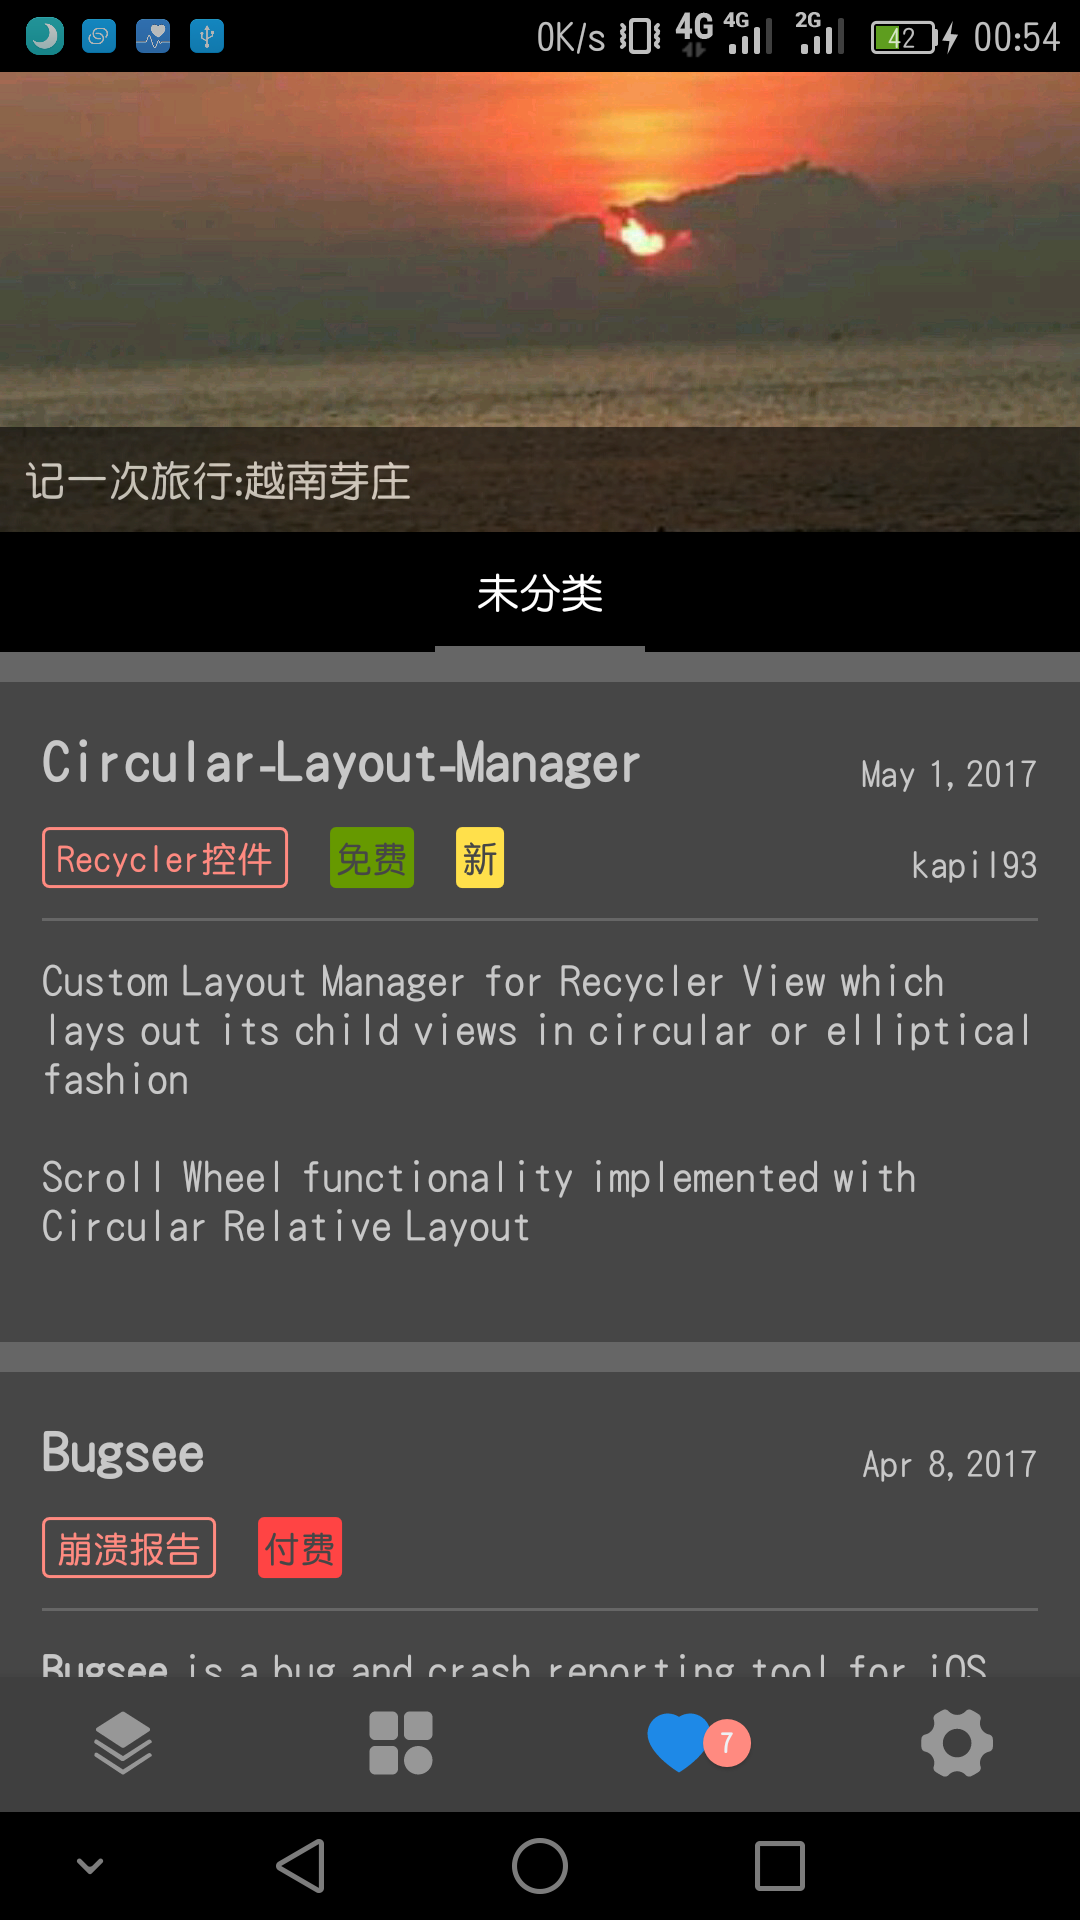 0K/s 4G 4G 2G 42 00:54
记一次旅行:越南芽庄
未分类
Circular-Layout-Manager
May 1, 2017
Recycler控件 免费 新
kapil93
Custom Layout Manager for Recycler View which
lays out its child views in circular or elliptical
fashion
Scroll Wheel functionality implemented with
Circular Relative Layout
Bugsee
Apr 8, 2017
崩溃报告 付费
Bugsee is a bug and crash reporting tool for iOS
7